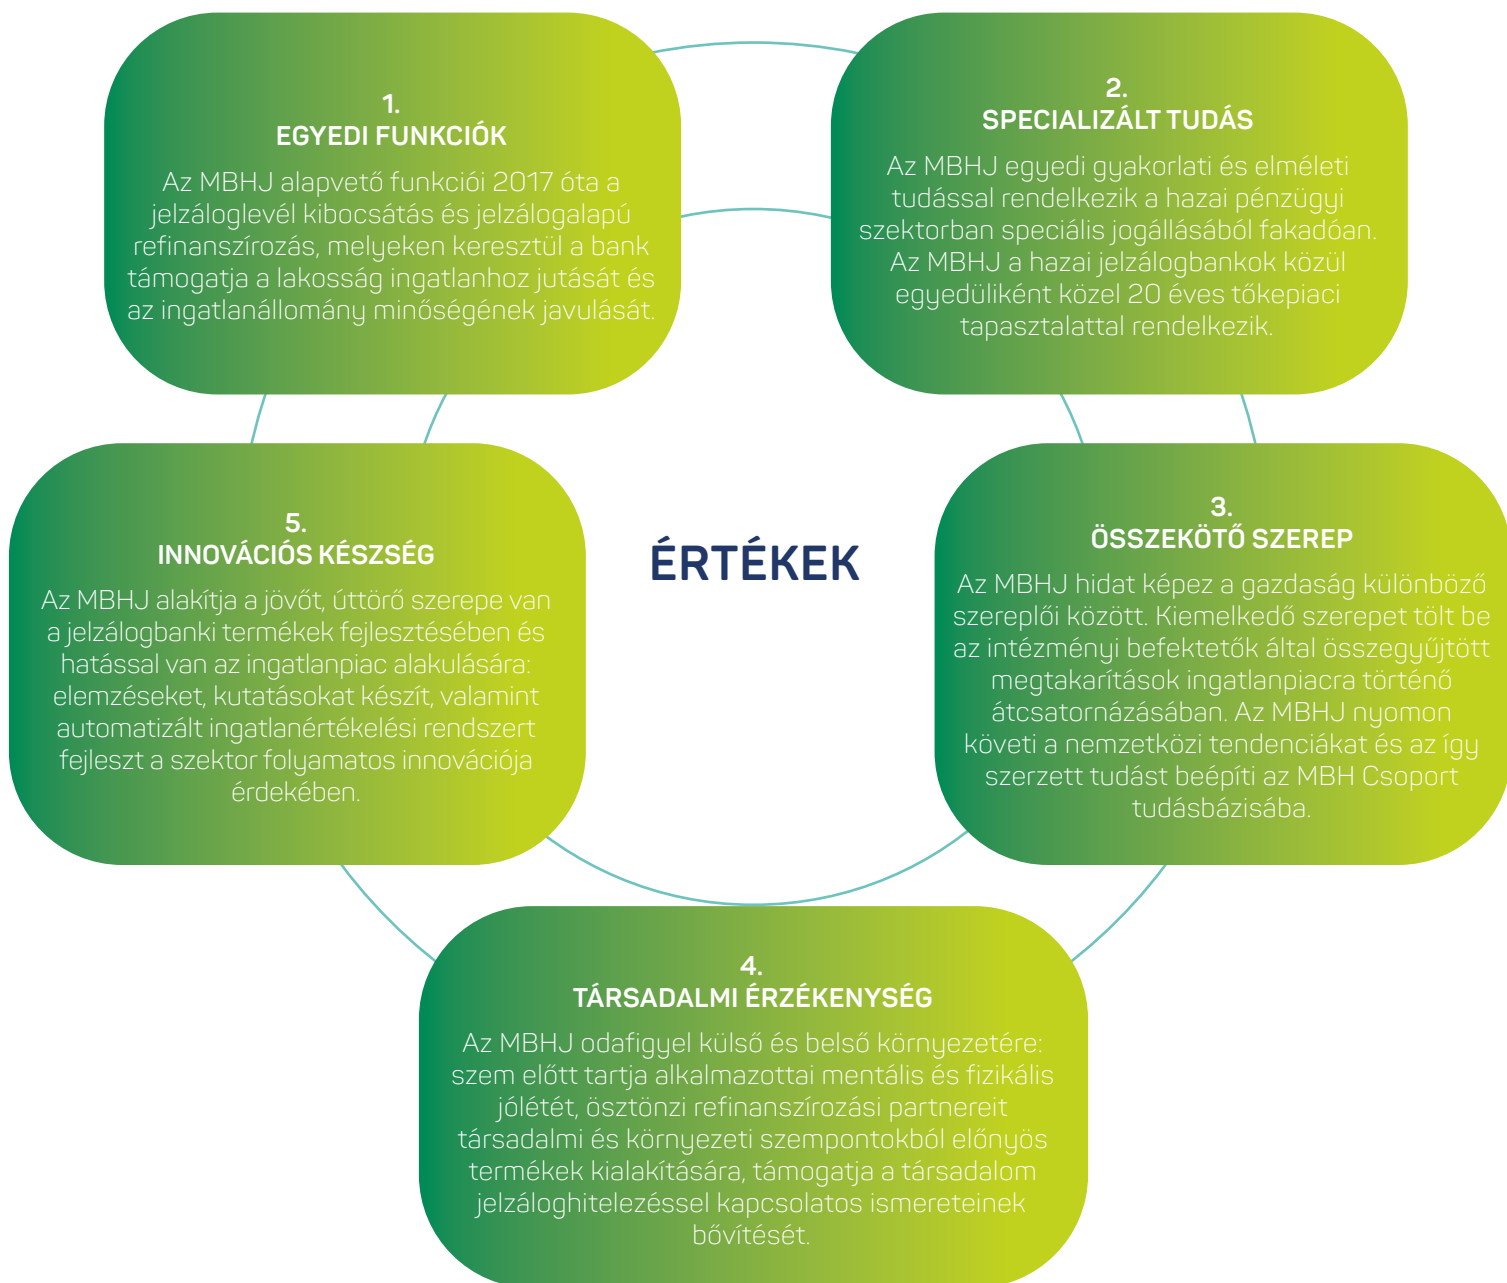 1.
EGYEDI FUNKCIÓK
Az MBHJ alapvető funkciói 2017 óta a
jelzáloglevél kibocsátás és jelzálogalapú
refinanszírozás, melyeken keresztül a bank
támogatja a lakosság ingatlanhoz jutását és
az ingatlanállomány minőségének javulását.
2.
SPECIALIZÁLT TUDÁS
Az MBHJ egyedi gyakorlati és elméleti
tudással rendelkezik a hazai pénzügyi
szektorban speciális jogállásából fakadóan.
Az MBHJ a hazai jelzálogbankok közül
egyedüliként közel 20 éves tőkepiaci
tapasztalattal rendelkezik.
ÉRTÉKEK
3.
ÖSSZEKÖTŐ SZEREP
Az MBHJ hidat képez a gazdaság különböző
szereplői között. Kiemelkedő szerepet tölt be
az intézményi befektetők által összegyűjtött
megtakarítások ingatlanpiacra történő
átcsatornázásában. Az MBHJ nyomon
követi a nemzetközi tendenciákat és az így
szerzett tudást beépíti az MBH Csoport
tudásbázisába.
4.
TÁRSADALMI ÉRZÉKENYSÉG
Az MBHJ odafigyel külső és belső környezetére:
szem előtt tartja alkalmazottai mentális és fizikális
jólétét, ösztönzi refinanszírozási partnereit
társadalmi és környezeti szempontokból előnyös
termékek kialakítására, támogatja a társadalom
jelzáloghitelezéssel kapcsolatos ismereteinek
bővítését.
5.
INNOVÁCIÓS KÉSZSÉG
Az MBHJ alakítja a jövőt, úttörő szerepe van
a jelzálogbanki termékek fejlesztésében és
hatással van az ingatlanpiac alakulására:
elemzéseket, kutatásokat készít, valamint
automatizált ingatlanértékelési rendszert
fejleszt a szektor folyamatos innovációja
érdekében.